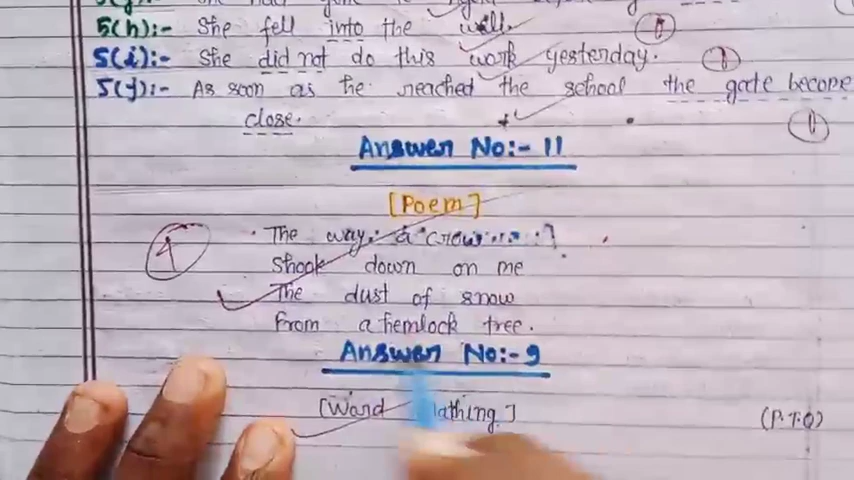 5(h):- She fell into the well.
5(i):- She did not do this work yesterday.
5(j):- As soon as he reached the school the gate become
close.
Answer No:- 11
[Poem]
4
The way a crow
Shook down on me
The dust of snow
From a hemlock tree.
Answer No:- 9
[Word
(P.T.O)